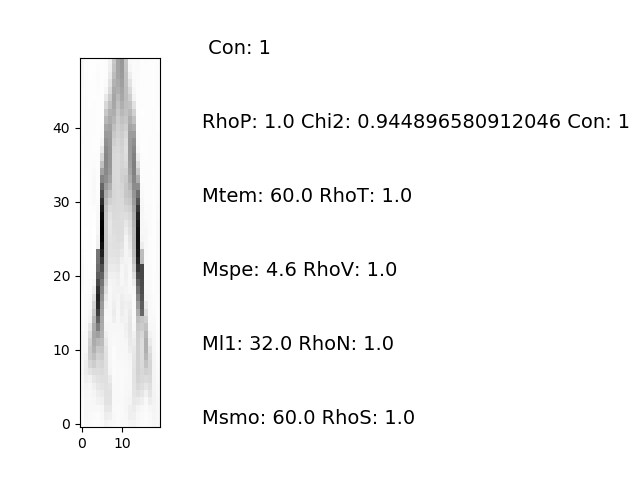 Con: 1
RhoP: 1.0 Chi2: 0.944896580912046 Con: 1
Mtem: 60.0 RhoT: 1.0
Mspe: 4.6 RhoV: 1.0
Ml1: 32.0 RhoN: 1.0
Msmo: 60.0 RhoS: 1.0
40
30
20
10
0
0 10